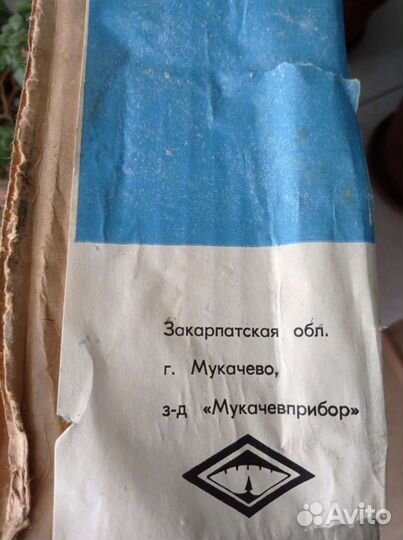 Закарпатская обл.
г. Мукачево,
з-д «Мукачевприбор»
Avito